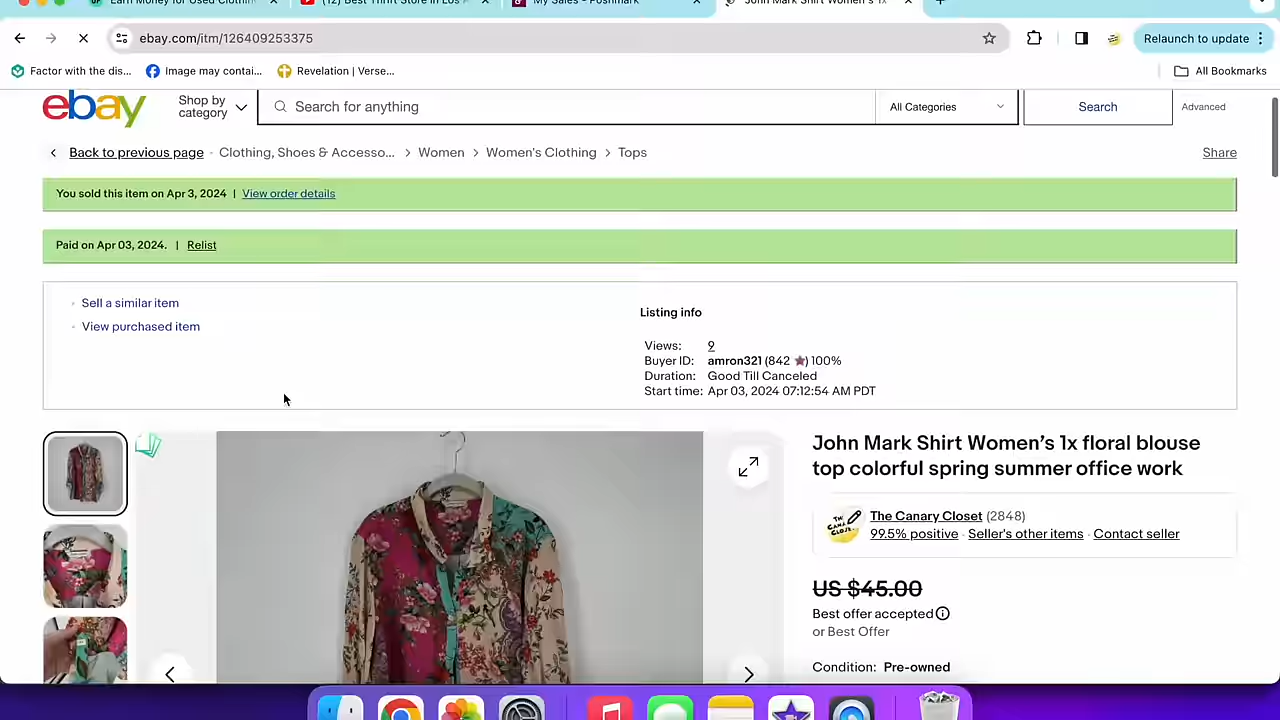 Earn Money for Used Clothin
(12) Best Thrift Store in Los A
My Sales - Poshmark
John Mark Shirt Women's 1x
ebay.com/itm/126409253375
Relaunch to update
Factor with the dis...
Image may contai...
Revelation | Verse...
All Bookmarks
ebay
Shop by category
Search for anything
All Categories
Search
Advanced
Back to previous page
Clothing, Shoes & Accesso...
Women
Women's Clothing
Tops
Share
You sold this item on Apr 3, 2024 | View order details
Paid on Apr 03, 2024. | Relist
Sell a similar item
View purchased item
Listing info
Views: 9
Buyer ID: amron321 (842 ) 100%
Duration: Good Till Canceled
Start time: Apr 03, 2024 07:12:54 AM PDT
John Mark Shirt Women's 1x floral blouse
top colorful spring summer office work
The Canary Closet (2848)
99.5% positive · Seller's other items · Contact seller
US $45.00
Best offer accepted
or Best Offer
Condition: Pre-owned